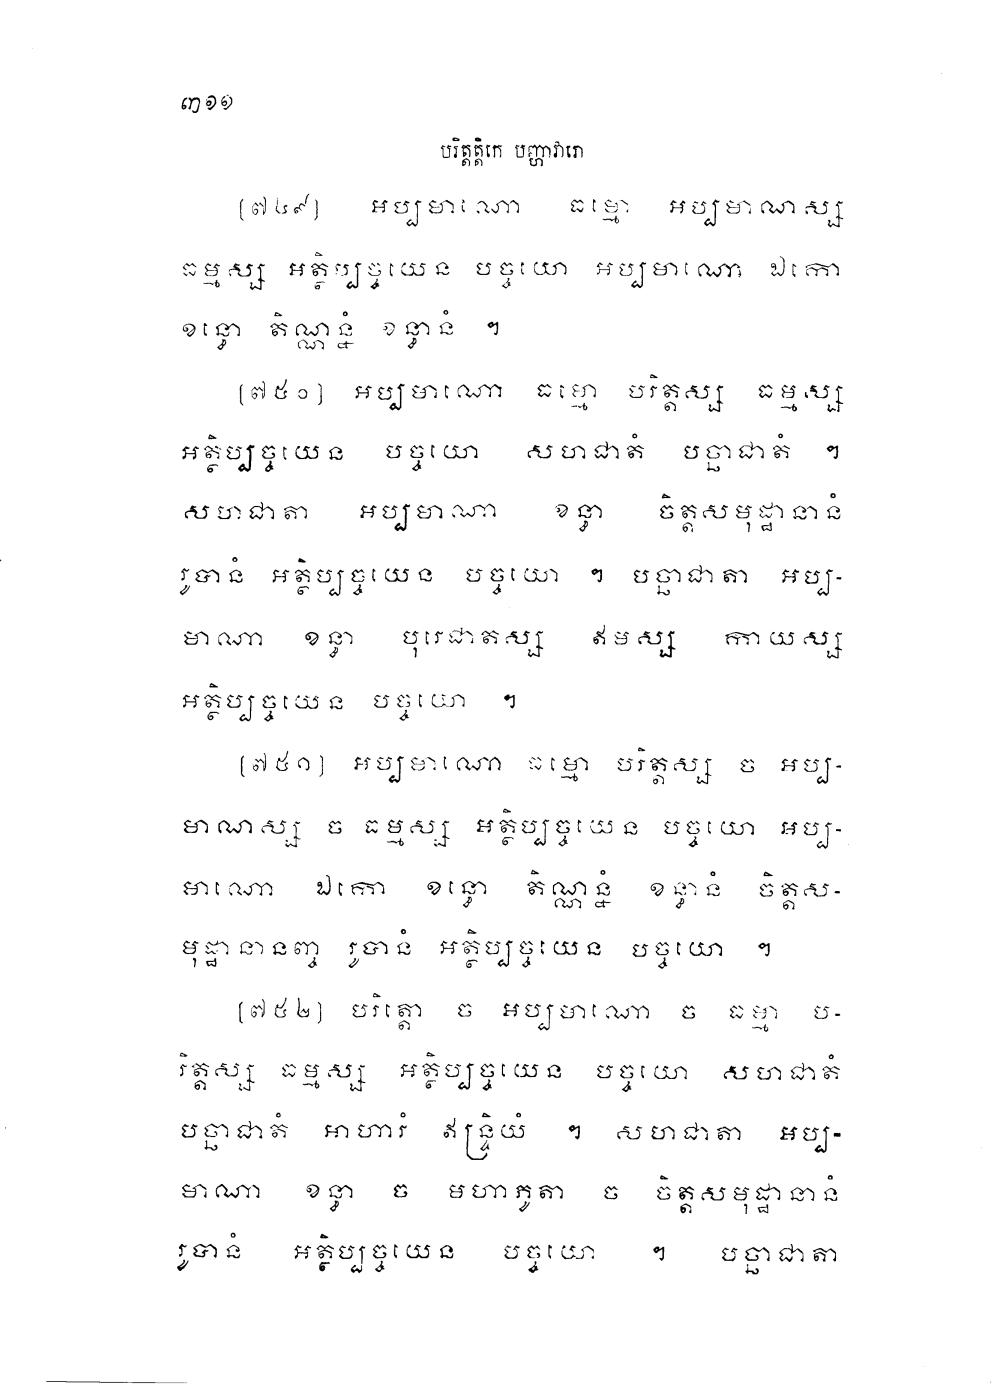 ៣១១
បរិត្តត្តិកេ បញ្ហាវារោ
[៧៤៩] អប្បមាណោ ធម្មោ អប្បមាណស្ស
ធម្មស្ស អត្ថិប្បច្ចយេន បច្ចយោ អប្បមាណោ ឯកោ
ខន្ធោ តិណ្ណន្នំ ខន្ធានំ ។
[៧៥០] អប្បមាណោ ធម្មោ បរិត្តស្ស ធម្មស្ស
អត្ថិប្បច្ចយេន បច្ចយោ សហជាតំ បច្ឆាជាតំ ។
សហជាតា អប្បមាណា ខន្ធា ចិត្តសមុដ្ឋានានំ
រូបានំ អត្ថិប្បច្ចយេន បច្ចយោ ។ បច្ឆាជាតា អប្ប-
មាណា ខន្ធា បុរេជាតស្ស ឥមស្ស កាយស្ស
អត្ថិប្បច្ចយេន បច្ចយោ ។
[៧៥១] អប្បមាណោ ធម្មោ បរិត្តស្ស ច អប្ប-
មាណស្ស ច ធម្មស្ស អត្ថិប្បច្ចយេន បច្ចយោ អប្ប-
មាណោ ឯកោ ខន្ធោ តិណ្ណន្នំ ខន្ធានំ ចិត្តស-
មុដ្ឋានានញ្ច រូបានំ អត្ថិប្បច្ចយេន បច្ចយោ ។
[៧៥២] បរិត្តោ ច អប្បមាណោ ច ធម្មា ប-
រិត្តស្ស ធម្មស្ស អត្ថិប្បច្ចយេន បច្ចយោ សហជាតំ
បច្ឆាជាតំ អាហារំ ឥន្ទ្រិយំ ។ សហជាតា អប្ប-
មាណា ខន្ធា ច មហាភូតា ច ចិត្តសមុដ្ឋានានំ
រូបានំ អត្ថិប្បច្ចយេន បច្ចយោ ។ បច្ឆាជាតា